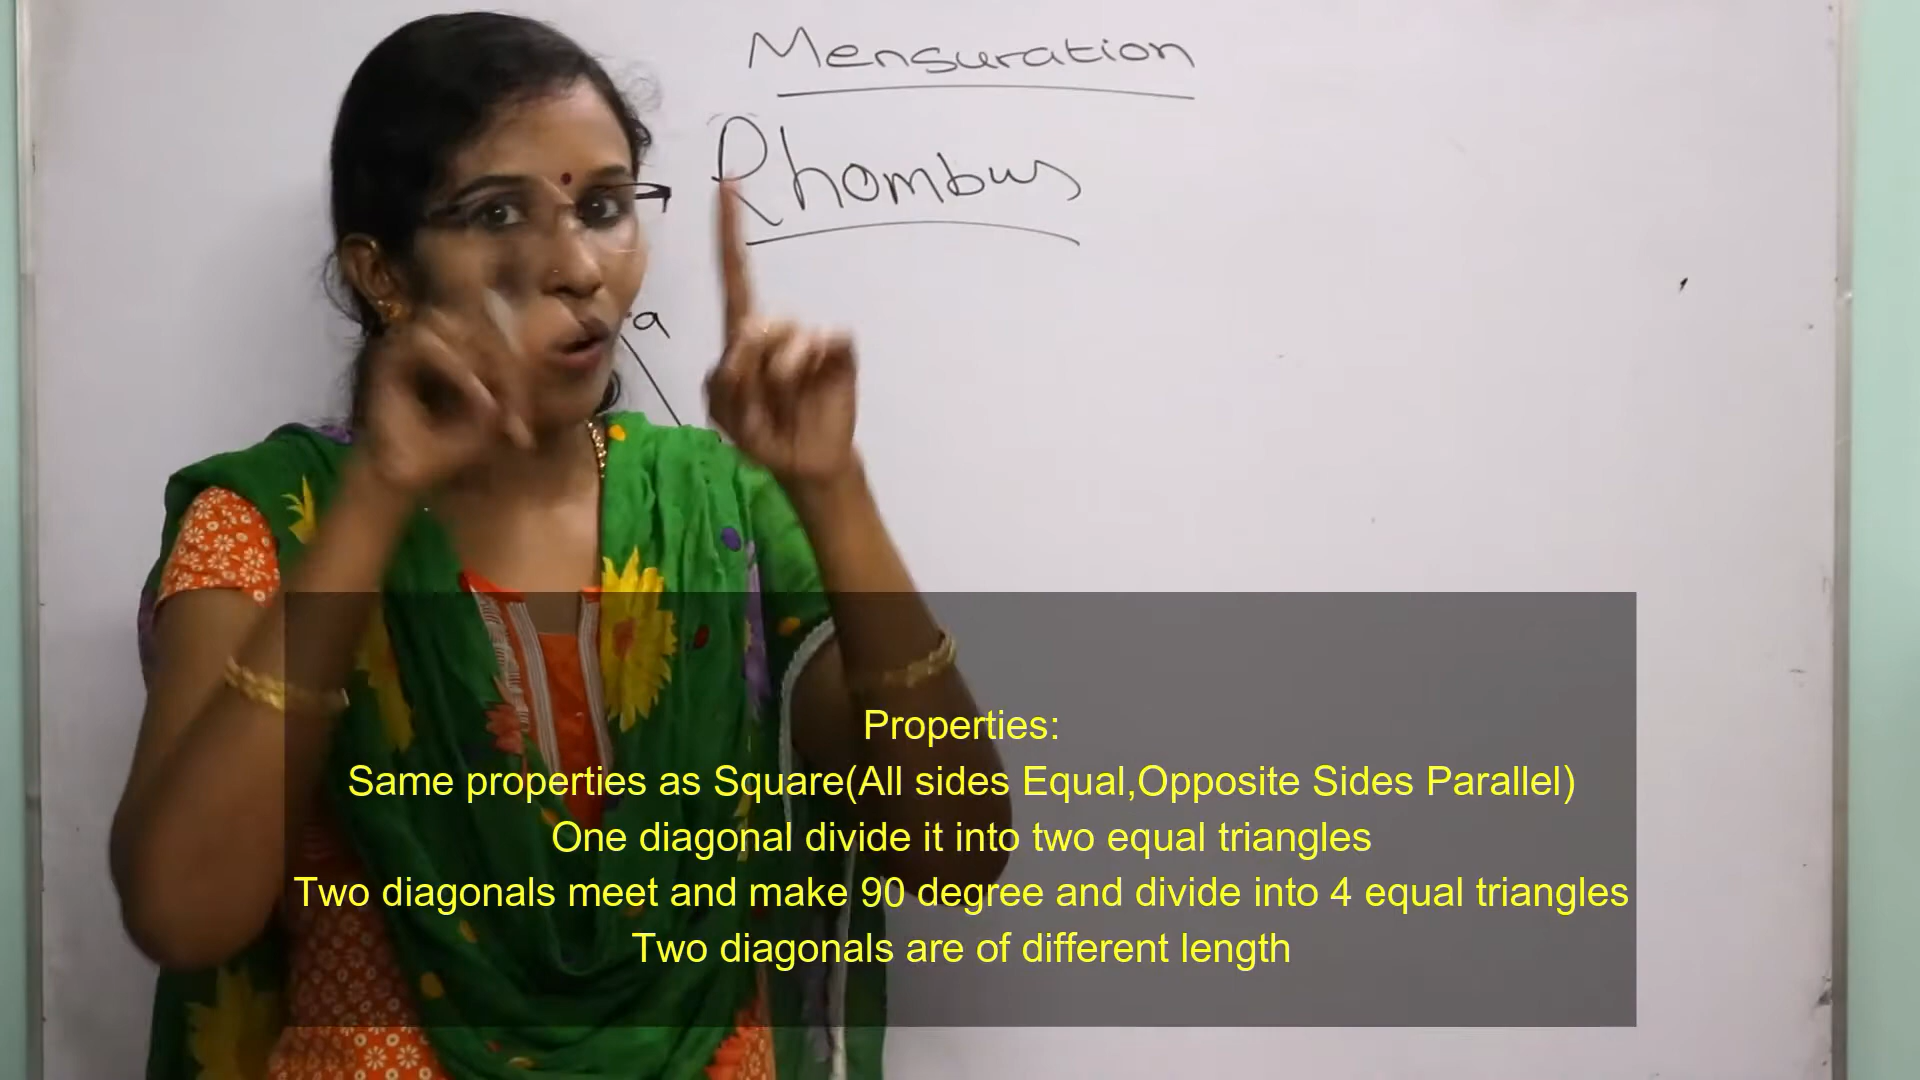 Mensuration
Rhombus
a
Properties:
Same properties as Square(All sides Equal,Opposite Sides Parallel)
One diagonal divide it into two equal triangles
Two diagonals meet and make 90 degree and divide into 4 equal triangles
Two diagonals are of different length